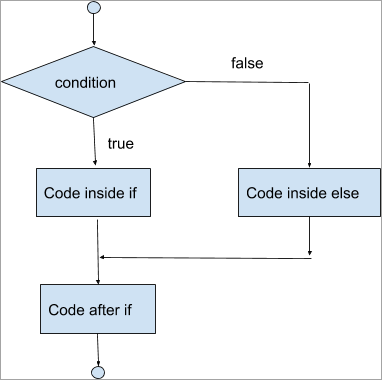 condition
false
true
Code inside if
Code inside else
Code after if